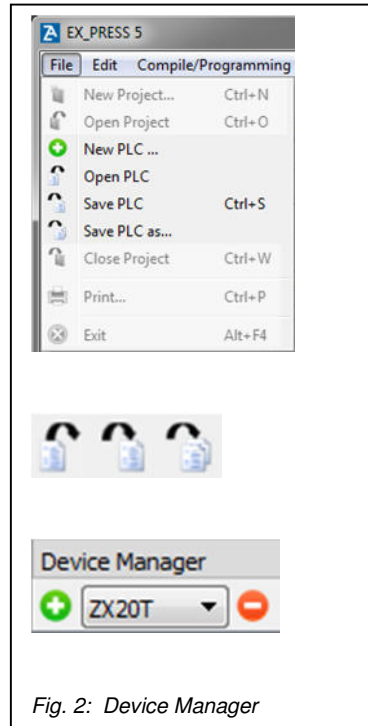 EX_PRESS 5
File Edit Compile/Programming
New Project... Ctrl+N
Open Project Ctrl+O
New PLC ...
Open PLC
Save PLC Ctrl+S
Save PLC as...
Close Project Ctrl+W
Print... Ctrl+P
Exit Alt+F4
Device Manager
ZX20T
Fig. 2: Device Manager